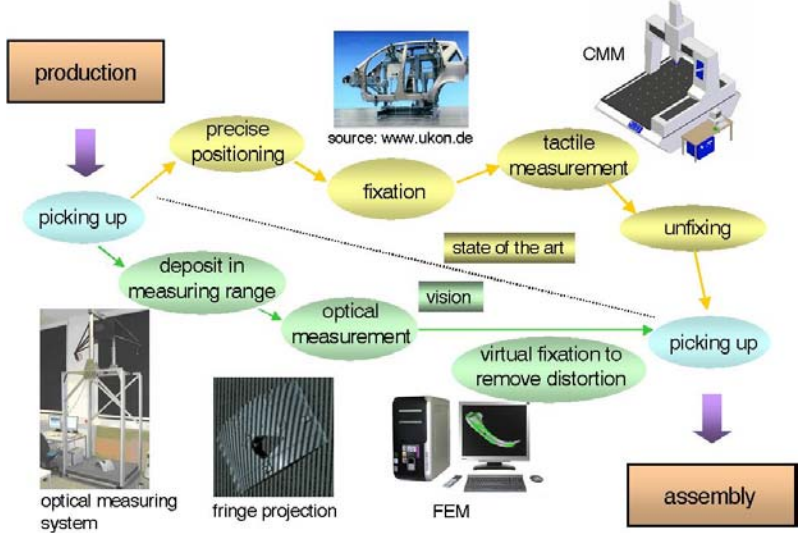 production
CMM
precise
positioning
source: www.ukon.de
tactile
measurement
fixation
picking up
unfixing
state of the art
deposit in
measuring range
vision
optical
measurement
picking up
virtual fixation to
remove distortion
optical measuring
system
fringe projection
FEM
assembly